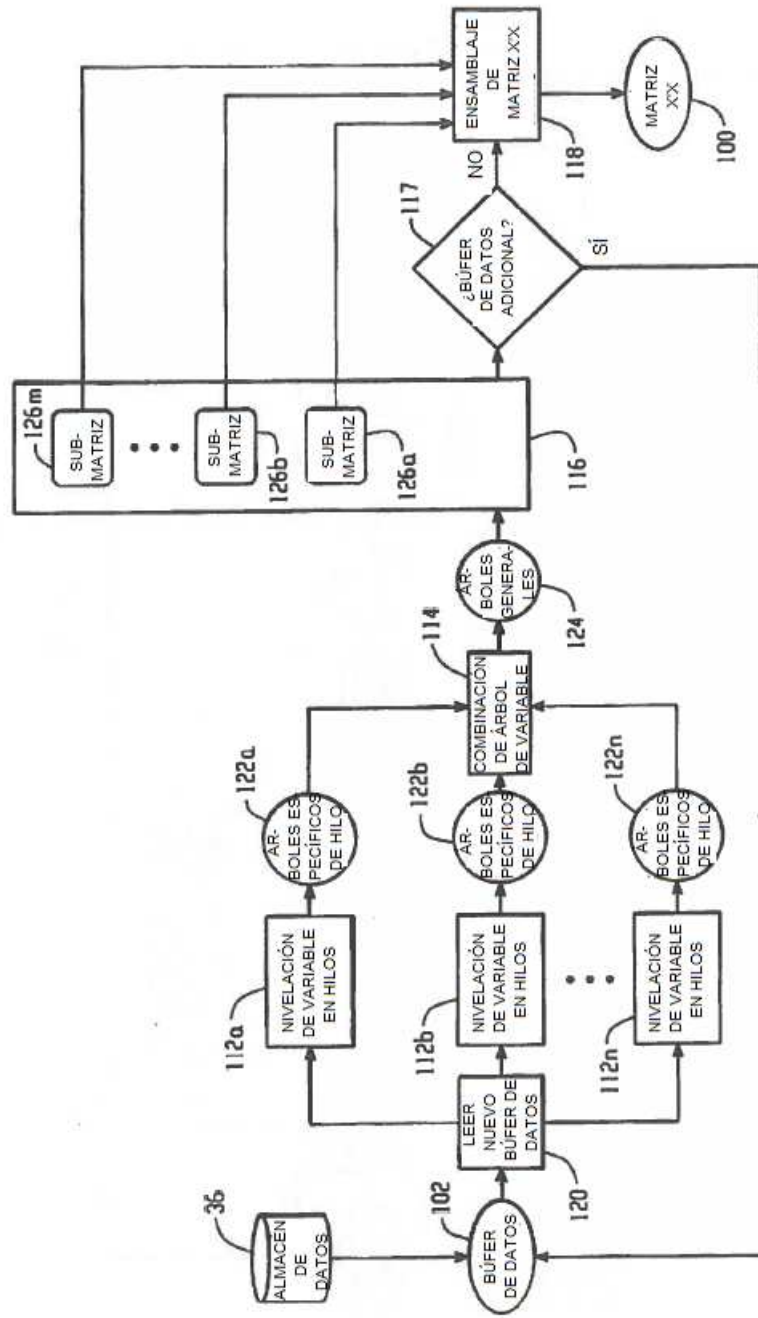 36
ALMACEN
DE
DATOS
102
BÚFER
DE DATOS
LEER
NUEVO
BÚFER DE
DATOS
120
112a
NIVELACIÓN
DE VARIABLE
EN HILOS
112b
NIVELACIÓN
DE VARIABLE
EN HILOS
112n
NIVELACIÓN
DE VARIABLE
EN HILOS
122a
ÁR-
BOLES ES-
PECÍFICOS
DE HILO
122b
ÁR-
BOLES ES-
PECÍFICOS
DE HILO
122n
ÁR-
BOLES ES-
PECÍFICOS
DE HILO
114
COMBINACIÓN
DE ÁRBOL
DE VARIABLE
ÁR-
BOLES
GENERA-
LES
124
126m
SUB-
MATRIZ
SUB-
MATRIZ
126b
SUB-
MATRIZ
126a
116
117
¿BÚFER
DE DATOS
ADICIONAL?
NO
SÍ
ENSAMBLAJE
DE
MATRIZ X'X
118
MATRIZ
X'X
100